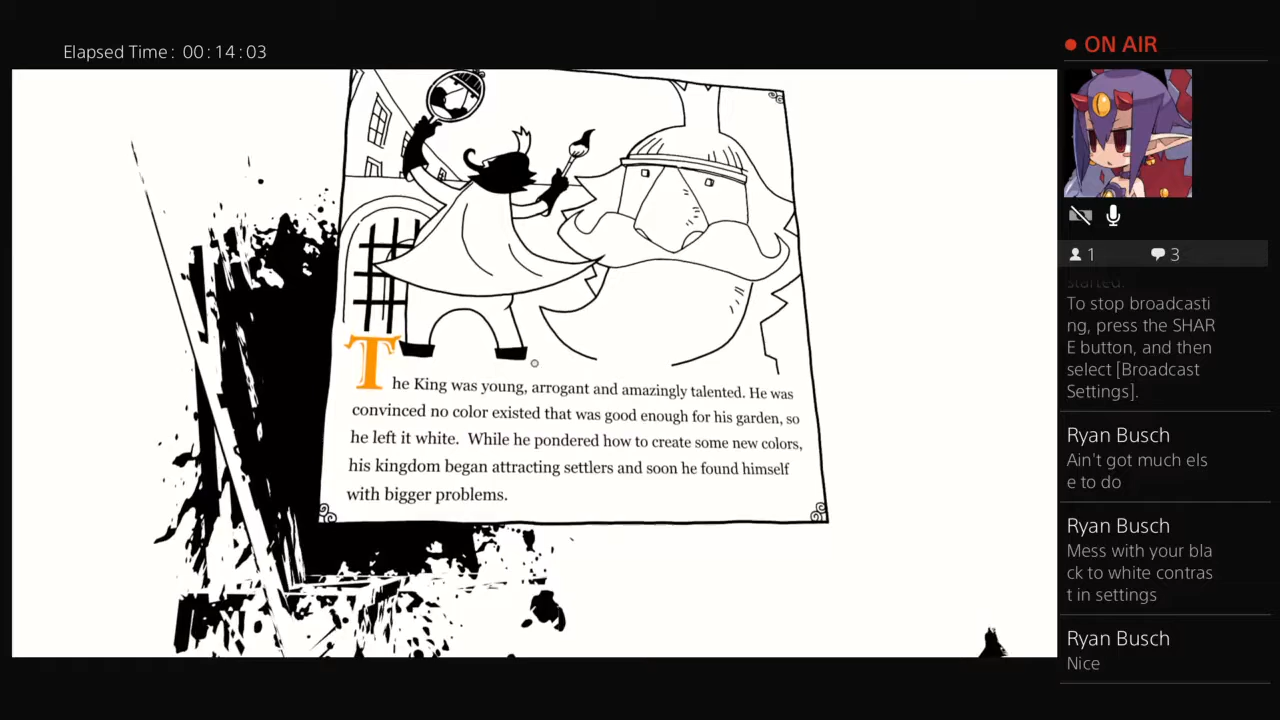 Elapsed Time: 00:14:03
ON AIR
1
3
started.
To stop broadcasti
ng, press the SHAR
E button, and then
select [Broadcast
Settings].
Ryan Busch
Ain't got much els
e to do
Ryan Busch
Mess with your bla
ck to white contras
t in settings
Ryan Busch
Nice
The King was young, arrogant and amazingly talented. He was
convinced no color existed that was good enough for his garden, so
he left it white. While he pondered how to create some new colors,
his kingdom began attracting settlers and soon he found himself
with bigger problems.